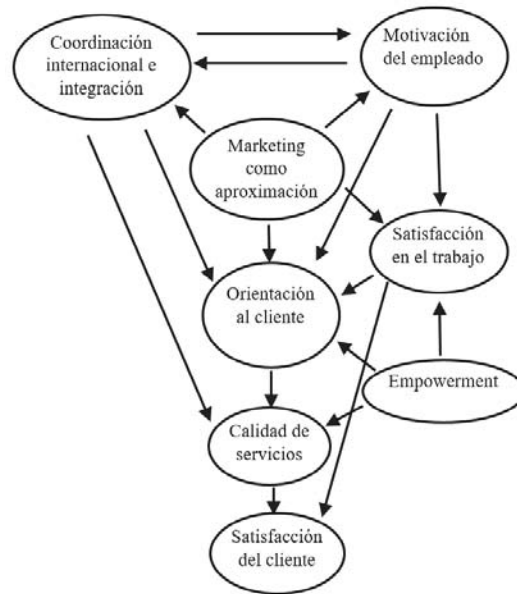 Coordinación
internacional e
integración
Motivación
del empleado
Marketing
como
aproximación
Satisfacción
en el trabajo
Orientación
al cliente
Empowerment
Calidad de
servicios
Satisfacción
del cliente